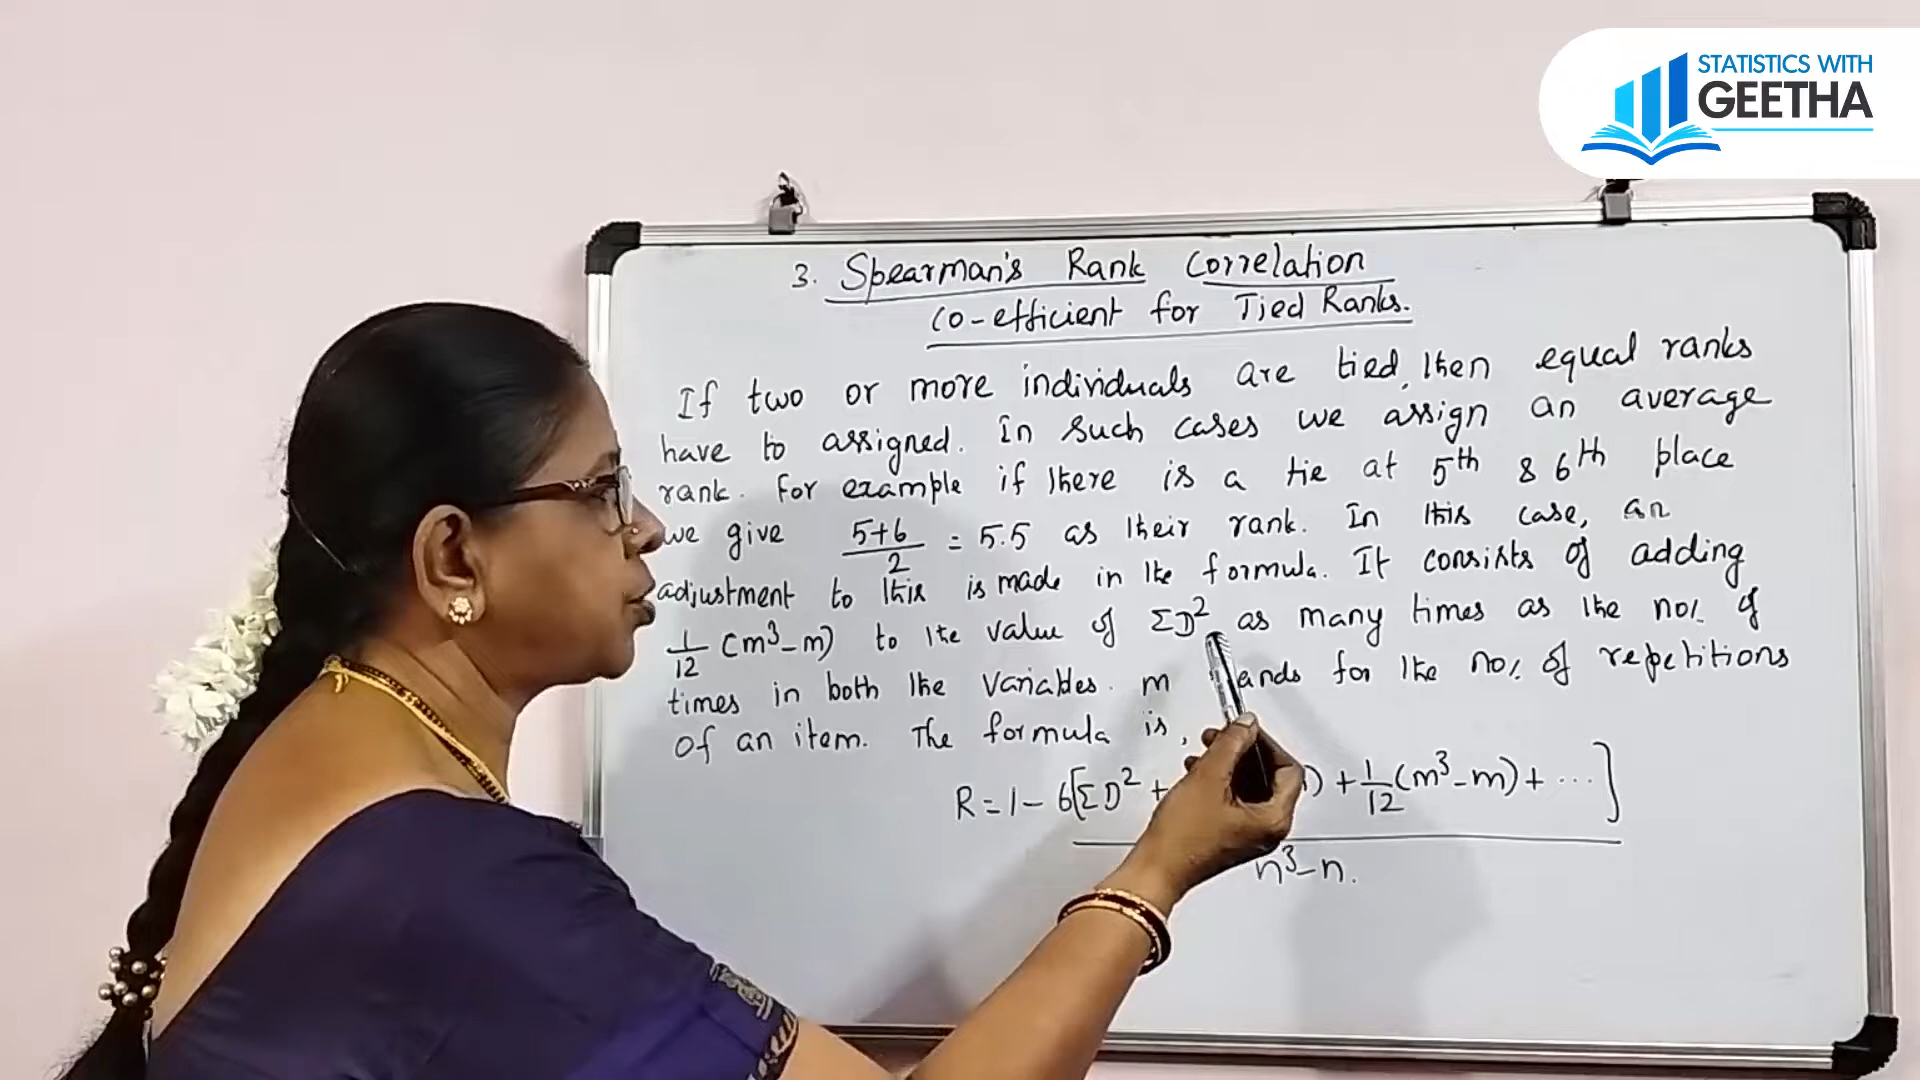 STATISTICS WITH
GEETHA
3. Spearman's Rank Correlation
Co-efficient for Tied Ranks.
If two or more individuals are tied, then equal ranks
have to assigned. In such cases we assign an average
rank. For example if there is a tie at 5th & 6th place
we give 5+6/2 = 5.5 as their rank. In this case, an
adjustment to this is made in the formula. It consists of adding
1/12 (m³-m) to the value of ΣD² as many times as the no. of
times in both the variables. m for the no. of repetitions
of an item. The formula is,
R = 1 - 6[ΣD² + ) + 1/12 (m³-m) + ...]
n³-n.